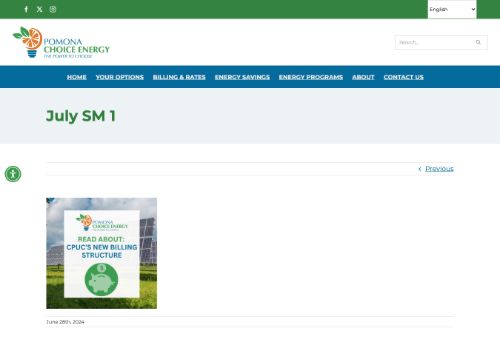 English
POMONA
CHOICE ENERGY
THE POWER TO CHOOSE
Search...
HOME YOUR OPTIONS BILLING & RATES ENERGY SAVINGS ENERGY PROGRAMS ABOUT CONTACT US
July SM 1
Previous
POMONA
CHOICE ENERGY
READ ABOUT:
CPUC'S NEW BILLING
STRUCTURE
June 28th, 2024